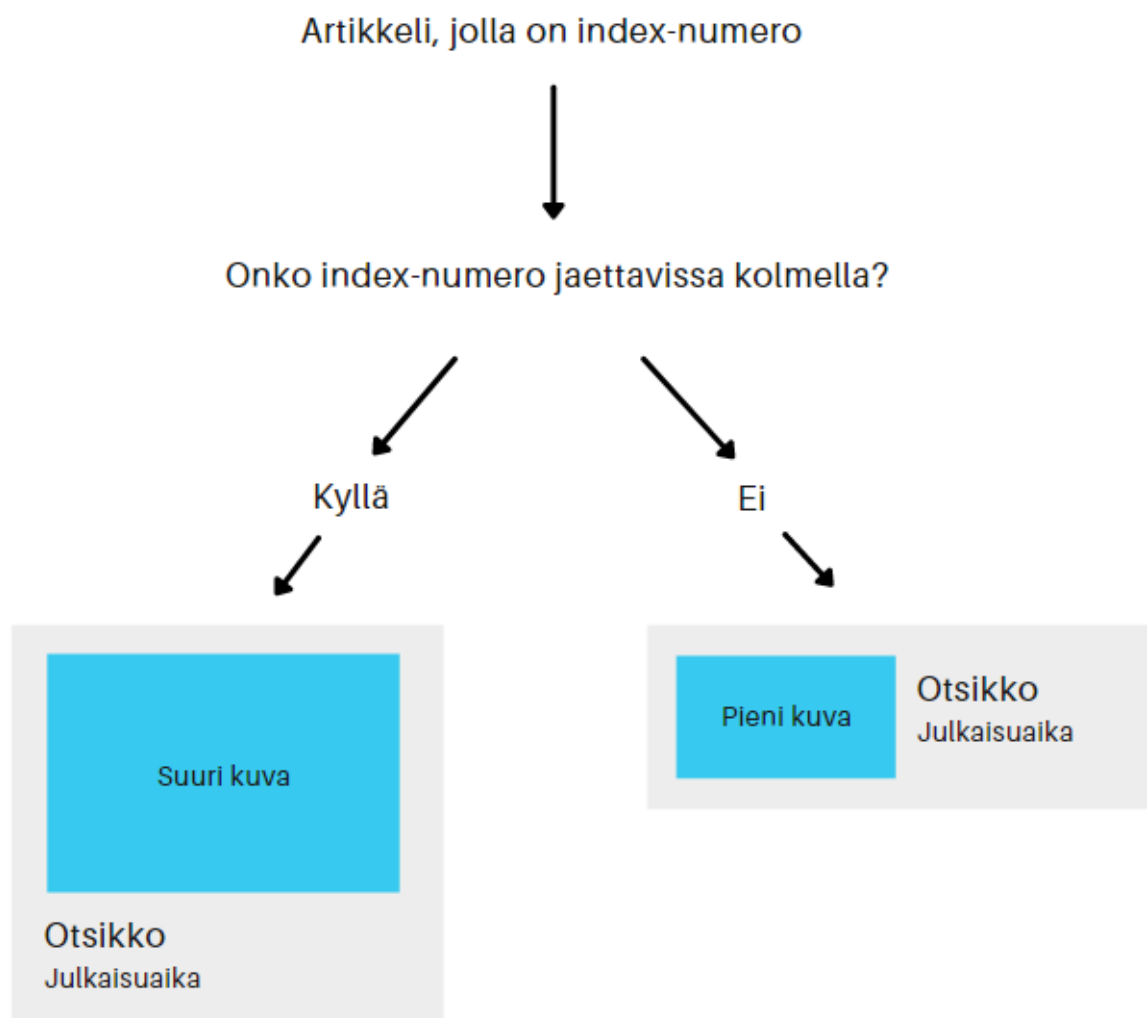 Artikkeli, jolla on index-numero
Onko index-numero jaettavissa kolmella?
Kyllä
Ei
Suuri kuva
Otsikko
Julkaisuaika
Pieni kuva
Otsikko
Julkaisuaika